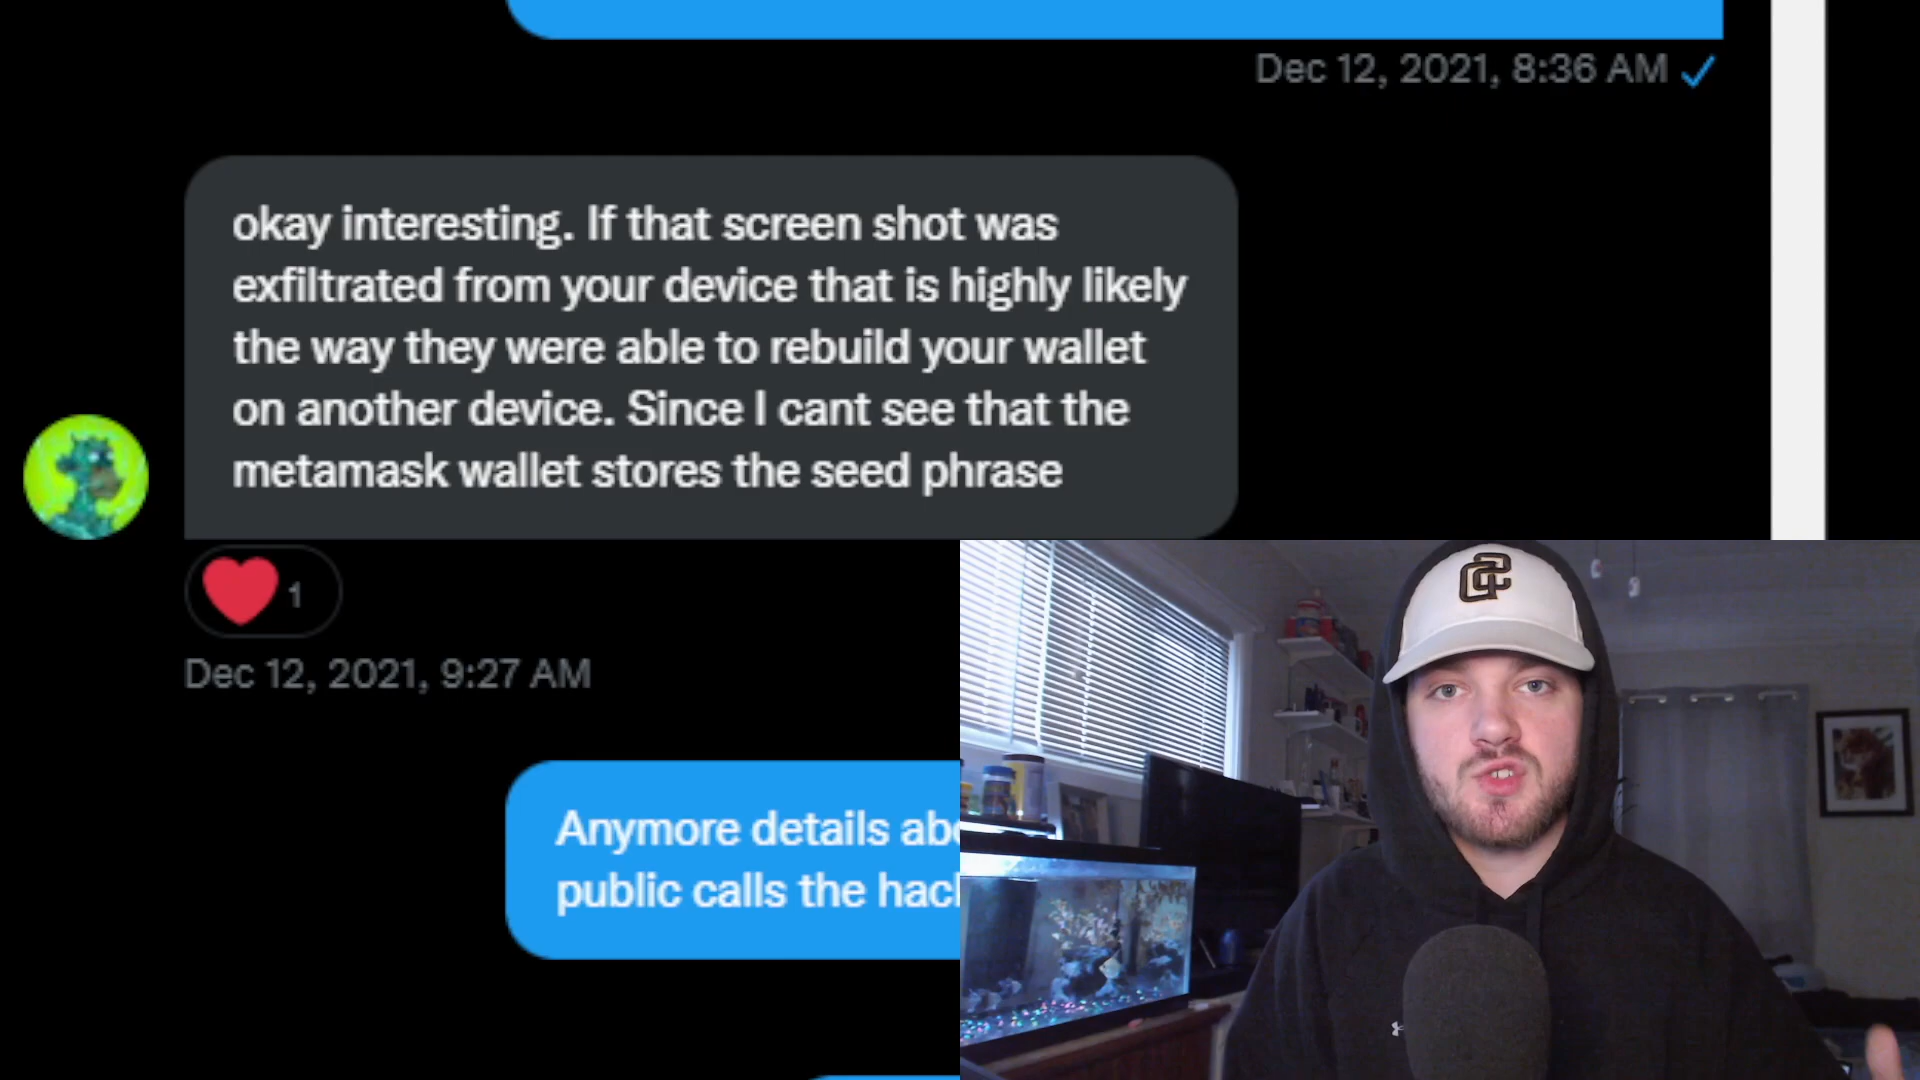 Dec 12, 2021, 8:36 AM
okay interesting. If that screen shot was
exfiltrated from your device that is highly likely
the way they were able to rebuild your wallet
on another device. Since I cant see that the
metamask wallet stores the seed phrase
1
Dec 12, 2021, 9:27 AM
Anymore details
public calls the